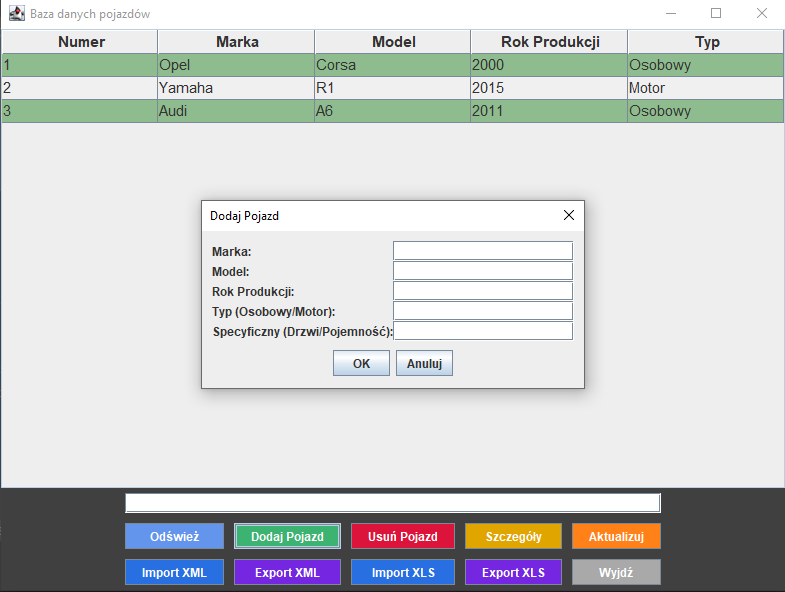 Baza danych pojazdów
Numer Marka Model Rok Produkcji Typ
1 Opel Corsa 2000 Osobowy
2 Yamaha R1 2015 Motor
3 Audi A6 2011 Osobowy
Dodaj Pojazd
Marka:
Model:
Rok Produkcji:
Typ (Osobowy/Motor):
Specyficzny (Drzwi/Pojemność):
OK Anuluj
Odśwież Dodaj Pojazd Usuń Pojazd Szczegóły Aktualizuj
Import XML Export XML Import XLS Export XLS Wyjdź